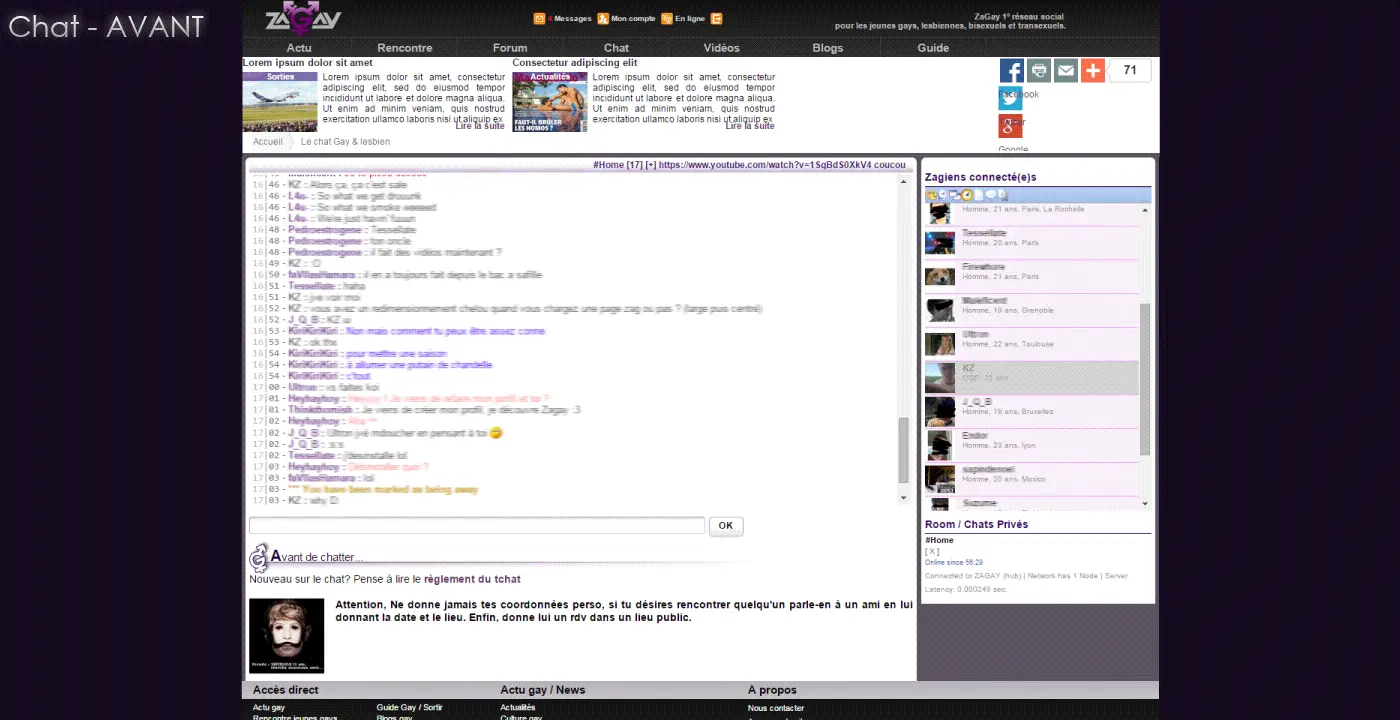 Chat - AVANT
ZAGAY
4 Messages Mon compte En ligne
ZaGay 1° réseau social
pour les jeunes gays, lesbiennes, bisexuels et transexuels.
Actu Rencontre Forum Chat Vidéos Blogs Guide
Lorem ipsum dolor sit amet
Sorties
Lorem ipsum dolor sit amet, consectetur
adipiscing elit, sed do eiusmod tempor
incididunt ut labore et dolore magna aliqua.
Ut enim ad minim veniam, quis nostrud
exercitation ullamco laboris nisi ut aliquip ex
Lire la suite
Consectetur adipiscing elit
Actualités
FAUT-IL BRÛLER
LES HOMOS ?
Lorem ipsum dolor sit amet, consectetur
adipiscing elit, sed do eiusmod tempor
incididunt ut labore et dolore magna aliqua.
Ut enim ad minim veniam, quis nostrud
exercitation ullamco laboris nisi ut aliquip ex
Lire la suite
71
Facebook
Google
Accueil Le chat Gay & lesbien
#Home [17] [+] https://www.youtube.com/watch?v=1SqBdS0XkV4 coucou
16|46 - KZ :: Alors ça, ça c'est sale
16|46 - L4u- :: So what we get druuunk
16|46 - L4u- :: So what we smoke weeeed
16|46 - L4u- :: We're just havin' fuuun
16|48 - Pedroestrogene :: Tessellate
16|48 - Pedroestrogene :: ton oncle
16|48 - Pedroestrogene :: il fait des vidéos maintenant ?
16|49 - KZ ::
16|50 - :: il en a toujours fait depuis le bac a saille
16|51 - Tessellate :: haha
16|51 - KZ :: jve voir moi
16|52 - KZ :: vous avez un redimensionnement chelou quand vous chargez une page zag ou pas ? (large puis centré)
16|52 - J_Q_B :: KZ
16|53 - KiriKiriKiri :: Non mais comment tu peux être assez conne
16|53 - KZ :: ok thx
16|54 - KiriKiriKiri :: pour mettre une saison
16|54 - KiriKiriKiri :: à allumer une putain de chandelle
16|54 - KiriKiriKiri :: c'tout
17|00 - Ultron :: vs faites koi
17|01 - Heyhayhoy :: Heyoy ! Je viens de refaire mon profil et toi ?
17|01 - Thinkthomish :: Je viens de créer mon profil, je découvre Zagay :3
17|02 - Heyhayhoy ::
17|02 - J_Q_B :: Ultron jvé mdoucher en pensant à toi
17|02 - J_Q_B ::
17|02 - Tessellate :: j'desinstalle lol
17|03 - Heyhayhoy :: Désinstaller quoi ?
17|03 - :: lol
17|03 - *** You have been marked as being away
17|03 - KZ :: why D:
OK
Avant de chatter...
Nouveau sur le chat? Pense à lire le règlement du tchat
Attention, Ne donne jamais tes coordonnées perso, si tu désires rencontrer quelqu'un parle-en à un ami en lui
donnant la date et le lieu. Enfin, donne lui un rdv dans un lieu public.
Zagiens connecté(e)s
Homme, 21 ans, Paris, La Rochelle
Tessellate
Homme, 20 ans, Paris
Firewhore
Homme, 21 ans, Paris
Maleficent
Homme, 19 ans, Grenoble
Ultron
Homme, 22 ans, Toulouse
KZ
OQP, 22 ans
J_Q_B
Homme, 19 ans, Bruxelles
Endor
Homme, 23 ans, lyon
sapindenoel
Homme, 20 ans, Mexico
Suzume
Room / Chats Privés
#Home
[ X ]
Online since 56:29
Connected to ZAGAY (hub) | Network has 1 Node | Server
Latency: 0.000249 sec.
Accès direct Actu gay / News A propos
Actu gay Guide Gay / Sortir Actualités Nous contacter
Rencontre jeunes gays Blogs gay Culture gay